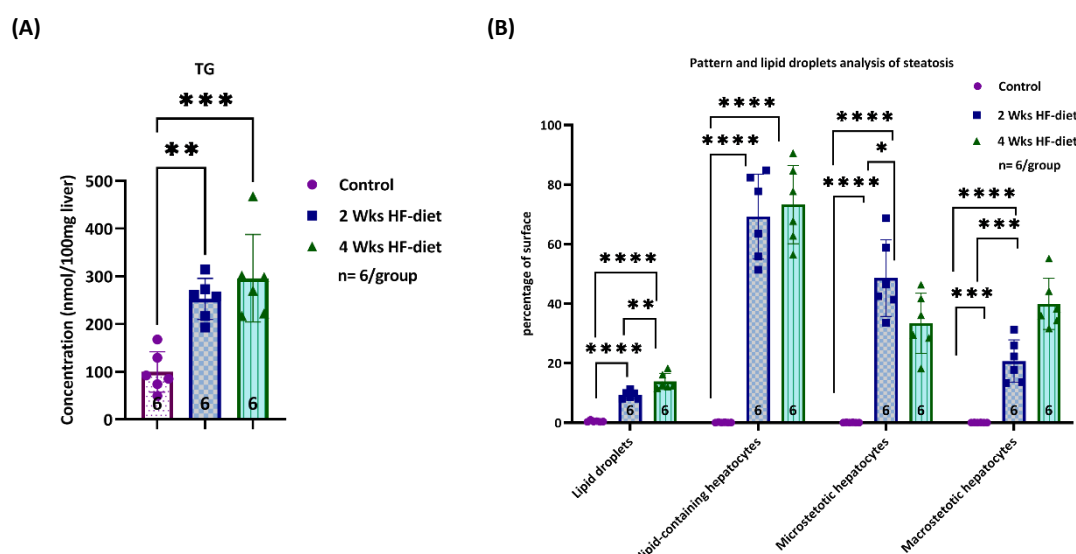 (A)
(B)
TG
***
**
Concentration (nmol/100mg liver)
500
400
300
200
100
0
6
6
6
Control
2 Wks HF-diet
4 Wks HF-diet
n= 6/group
Pattern and lipid droplets analysis of steatosis
Control
2 Wks HF-diet
4 Wks HF-diet
n= 6/group
percentage of surface
100
80
60
40
20
0
****
**
****
****
****
****
*
****
****
***
***
6
6
6
6
6
6
6
6
Lipid droplets
ipid-containing hepatocytes
Microstetotic hepatocytes
Macrostetotic hepatocytes